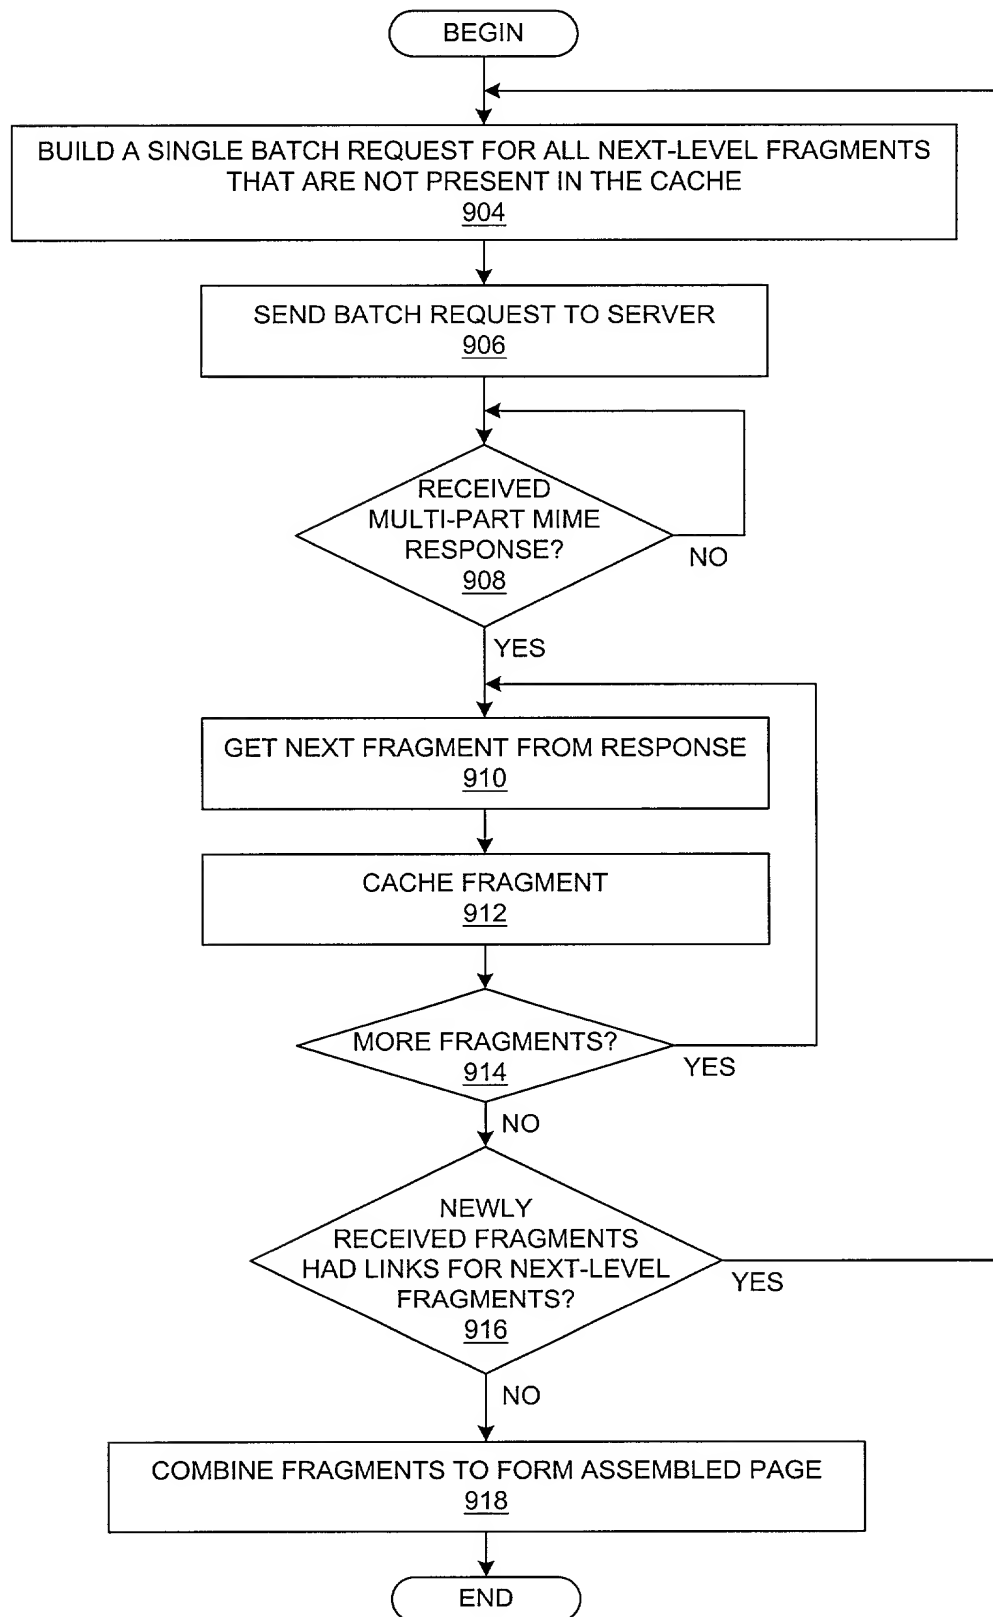 BEGIN
BUILD A SINGLE BATCH REQUEST FOR ALL NEXT-LEVEL FRAGMENTS
THAT ARE NOT PRESENT IN THE CACHE
904
SEND BATCH REQUEST TO SERVER
906
RECEIVED
MULTI-PART MIME
RESPONSE?
908
NO
YES
GET NEXT FRAGMENT FROM RESPONSE
910
CACHE FRAGMENT
912
MORE FRAGMENTS?
914
YES
NO
NEWLY
RECEIVED FRAGMENTS
HAD LINKS FOR NEXT-LEVEL
FRAGMENTS?
916
YES
NO
COMBINE FRAGMENTS TO FORM ASSEMBLED PAGE
918
END